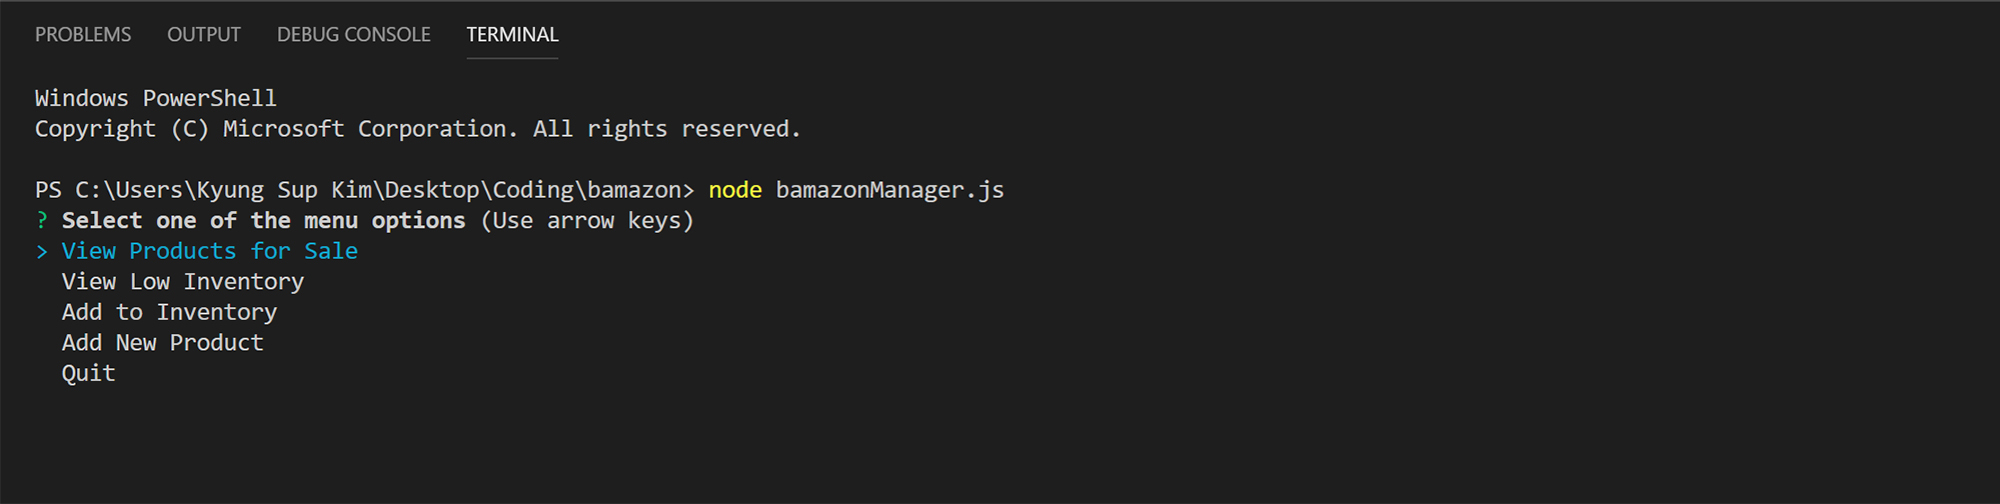 PROBLEMS OUTPUT DEBUG CONSOLE TERMINAL
Windows PowerShell
Copyright (C) Microsoft Corporation. All rights reserved.
PS C:\Users\Kyung Sup Kim\Desktop\Coding\bamazon> node bamazonManager.js
? Select one of the menu options (Use arrow keys)
> View Products for Sale
View Low Inventory
Add to Inventory
Add New Product
Quit